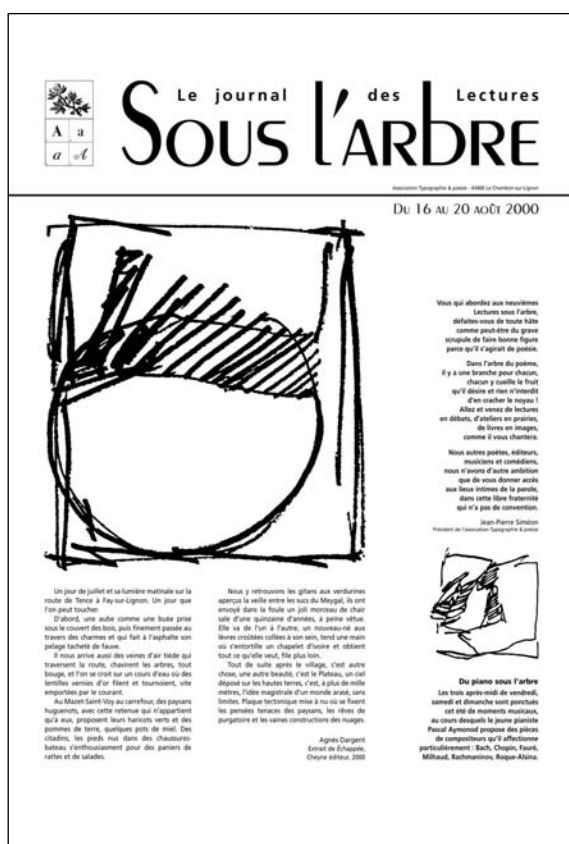 Le journal des Lectures
A a
a A
SOUS L'ARBRE
Association Typographie & poésie - 43400 Le Chambon-sur-Lignon
DU 16 AU 20 AOÛT 2000
Vous qui abordez aux neuvièmes
Lectures sous l'arbre,
défaites-vous de toute hâte
comme peut-être du grave
scrupule de faire bonne figure
parce qu'il s'agirait de poésie.
Dans l'arbre du poème,
il y a une branche pour chacun,
chacun y cueille le fruit
qu'il désire et rien n'interdit
d'en cracher le noyau !
Allez et venez de lectures
en débats, d'ateliers en prairies,
de livres en images,
comme il vous chantera.
Nous autres poètes, éditeurs,
musiciens et comédiens,
nous n'avons d'autre ambition
que de vous donner accès
aux lieux intimes de la parole,
dans cette libre fraternité
qui n'a pas de convention.
Jean-Pierre Siméon
Président de l'association Typographie & poésie
Un jour de juillet et sa lumière matinale sur la
route de Tence à Fay-sur-Lignon. Un jour que
l'on peut toucher.
D'abord, une aube comme une buée prise
sous le couvert des bois, puis finement passée au
travers des charmes et qui fait à l'asphalte son
pelage tacheté de fauve.
Il nous arrive aussi des veines d'air tiède qui
traversent la route, chavirent les arbres, tout
bouge, et l'on se croit sur un cours d'eau où des
lentilles vernies d'or filent et tournoient, vite
emportées par le courant.
Au Mazet-Saint-Voy au carrefour, des paysans
huguenots, avec cette retenue qui n'appartient
qu'à eux, proposent leurs haricots verts et des
pommes de terre, quelques pots de miel. Des
citadins, les pieds nus dans des chaussures-
bateau s'enthousiasment pour des paniers de
rattes et de salades.
Nous y retrouvons les gitans aux verdurines
aperçus la veille entre les sucs du Meygal, ils ont
envoyé dans la foule un joli morceau de chair
sale d'une quinzaine d'années, à peine vêtue.
Elle va de l'un à l'autre, un nouveau-né aux
lèvres croûtées collées à son sein, tend une main
où s'entortille un chapelet d'ivoire et obtient
tout ce qu'elle veut, file plus loin.
Tout de suite après le village, c'est autre
chose, une autre beauté, c'est le Plateau, un ciel
déposé sur les hautes terres, c'est, à plus de mille
mètres, l'idée magistrale d'un monde arasé, sans
limites. Plaque tectonique mise à nu où se fixent
les pensées tenaces des paysans, les rêves de
purgatoire et les vaines constructions des nuages.
Agnès Dargent
Extrait de Échappée,
Cheyne éditeur, 2000
Du piano sous l'arbre
Les trois après-midi de vendredi,
samedi et dimanche sont ponctués
cet été de moments musicaux,
au cours desquels le jeune pianiste
Pascal Aymonod propose des pièces
de compositeurs qu'il affectionne
particulièrement : Bach, Chopin, Fauré,
Milhaud, Rachmaninov, Roque-Alsina.